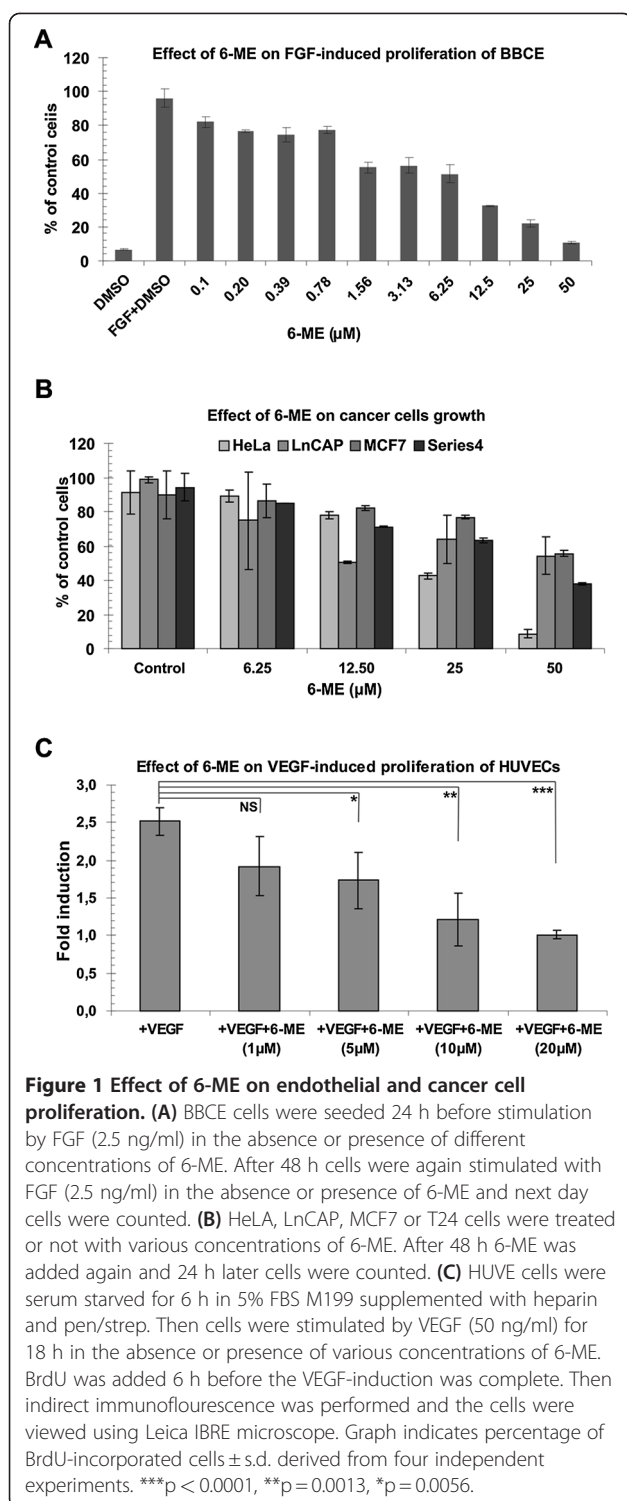 A
Effect of 6-ME on FGF-induced proliferation of BBCE
% of controi ceiis
120
100
80
60
40
20
0
DMSO
FGF+DMSO
0.1
0.20
0.39
0.78
1.56
3.13
6.25
12.5
25
50
6-ME (µM)
B
Effect of 6-ME on cancer cells growth
HeLa LnCAP MCF7 Series4
% of control cells
120
100
80
60
40
20
0
Control 6.25 12.50 25 50
6-ME (µM)
C
Effect of 6-ME on VEGF-induced proliferation of HUVECs
Fold induction
3,0
2,5
2,0
1,5
1,0
0,5
0,0
NS * ** ***
+VEGF +VEGF+6-ME +VEGF+6-ME +VEGF+6-ME +VEGF+6-ME
(1µM) (5µM) (10µM) (20µM)
Figure 1 Effect of 6-ME on endothelial and cancer cell
proliferation. (A) BBCE cells were seeded 24 h before stimulation
by FGF (2.5 ng/ml) in the absence or presence of different
concentrations of 6-ME. After 48 h cells were again stimulated with
FGF (2.5 ng/ml) in the absence or presence of 6-ME and next day
cells were counted. (B) HeLA, LnCAP, MCF7 or T24 cells were treated
or not with various concentrations of 6-ME. After 48 h 6-ME was
added again and 24 h later cells were counted. (C) HUVE cells were
serum starved for 6 h in 5% FBS M199 supplemented with heparin
and pen/strep. Then cells were stimulated by VEGF (50 ng/ml) for
18 h in the absence or presence of various concentrations of 6-ME.
BrdU was added 6 h before the VEGF-induction was complete. Then
indirect immunoflourescence was performed and the cells were
viewed using Leica IBRE microscope. Graph indicates percentage of
BrdU-incorporated cells ± s.d. derived from four independent
experiments. ***p < 0.0001, **p = 0.0013, *p = 0.0056.